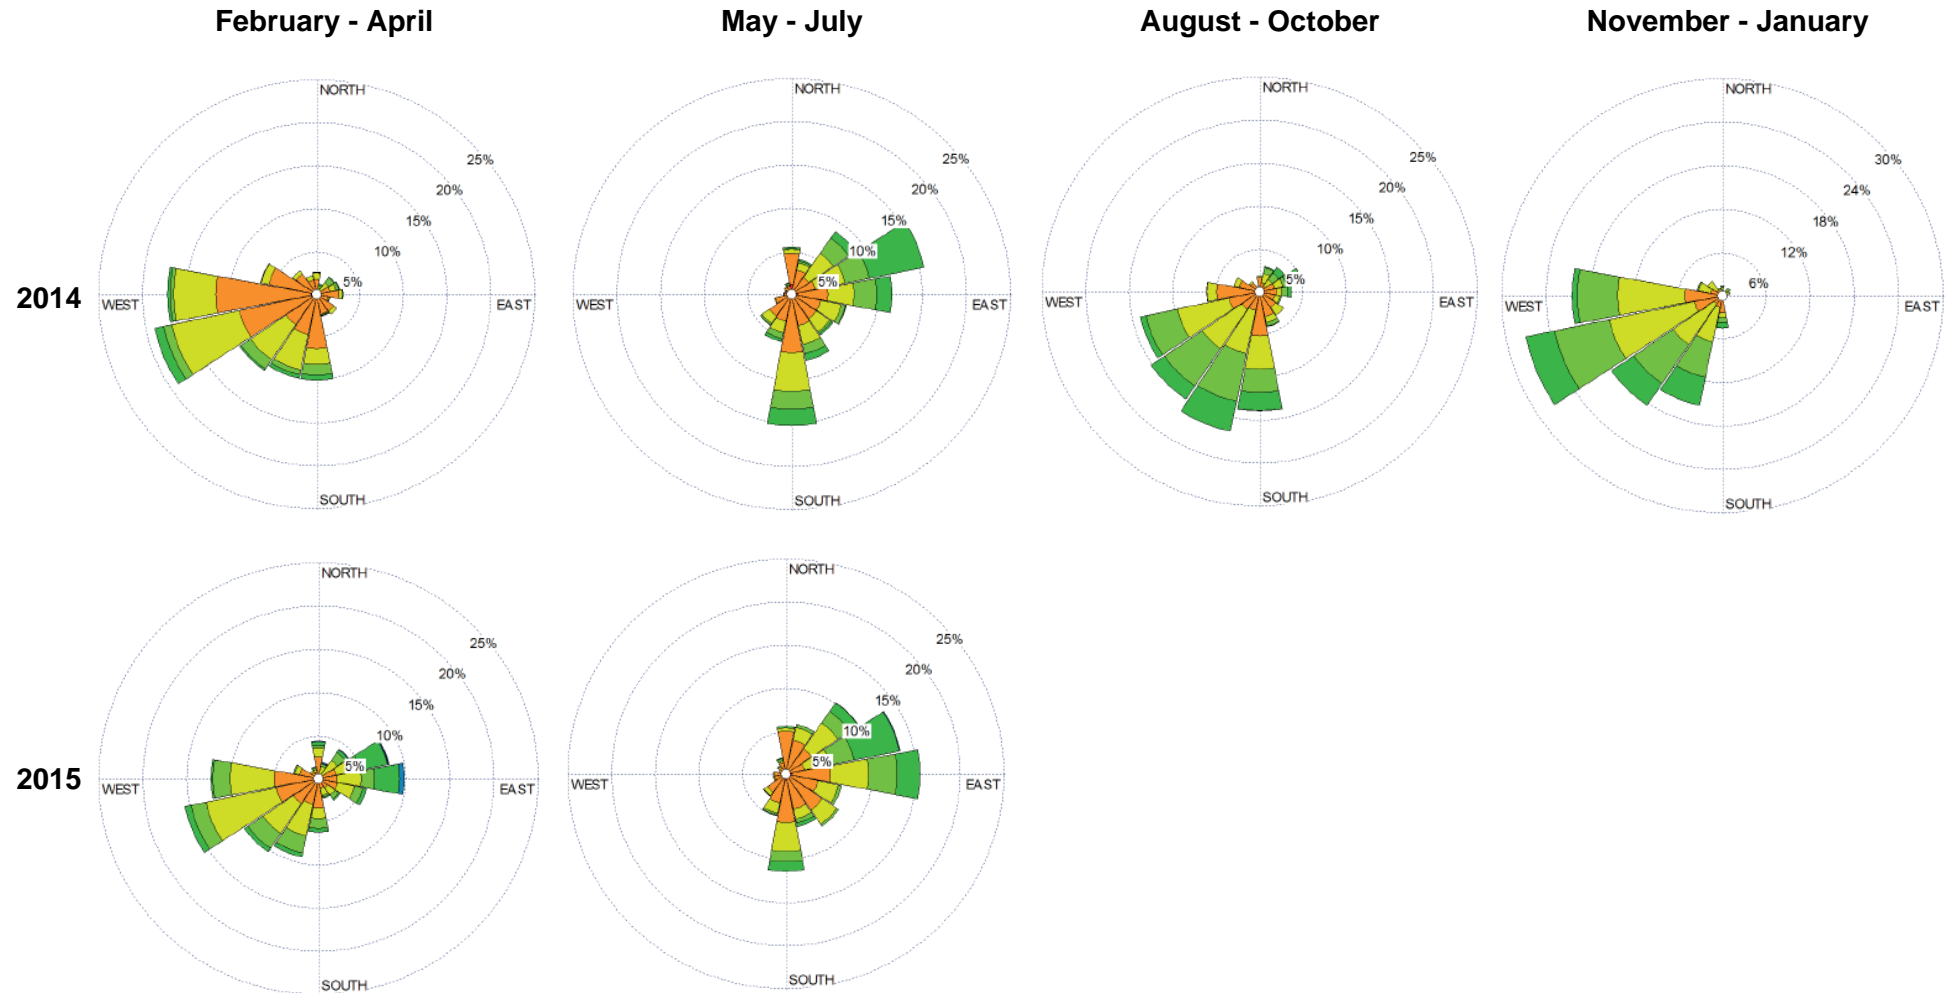 February - April
May - July
August - October
November - January
2014
NORTH
25%
20%
15%
10%
5%
WEST
EAST
SOUTH
NORTH
25%
20%
15%
10%
5%
WEST
EAST
SOUTH
NORTH
25%
20%
15%
10%
5%
WEST
EAST
SOUTH
NORTH
30%
24%
18%
12%
6%
WEST
EAST
SOUTH
2015
NORTH
25%
20%
15%
10%
5%
WEST
EAST
SOUTH
NORTH
25%
20%
15%
10%
5%
WEST
EAST
SOUTH